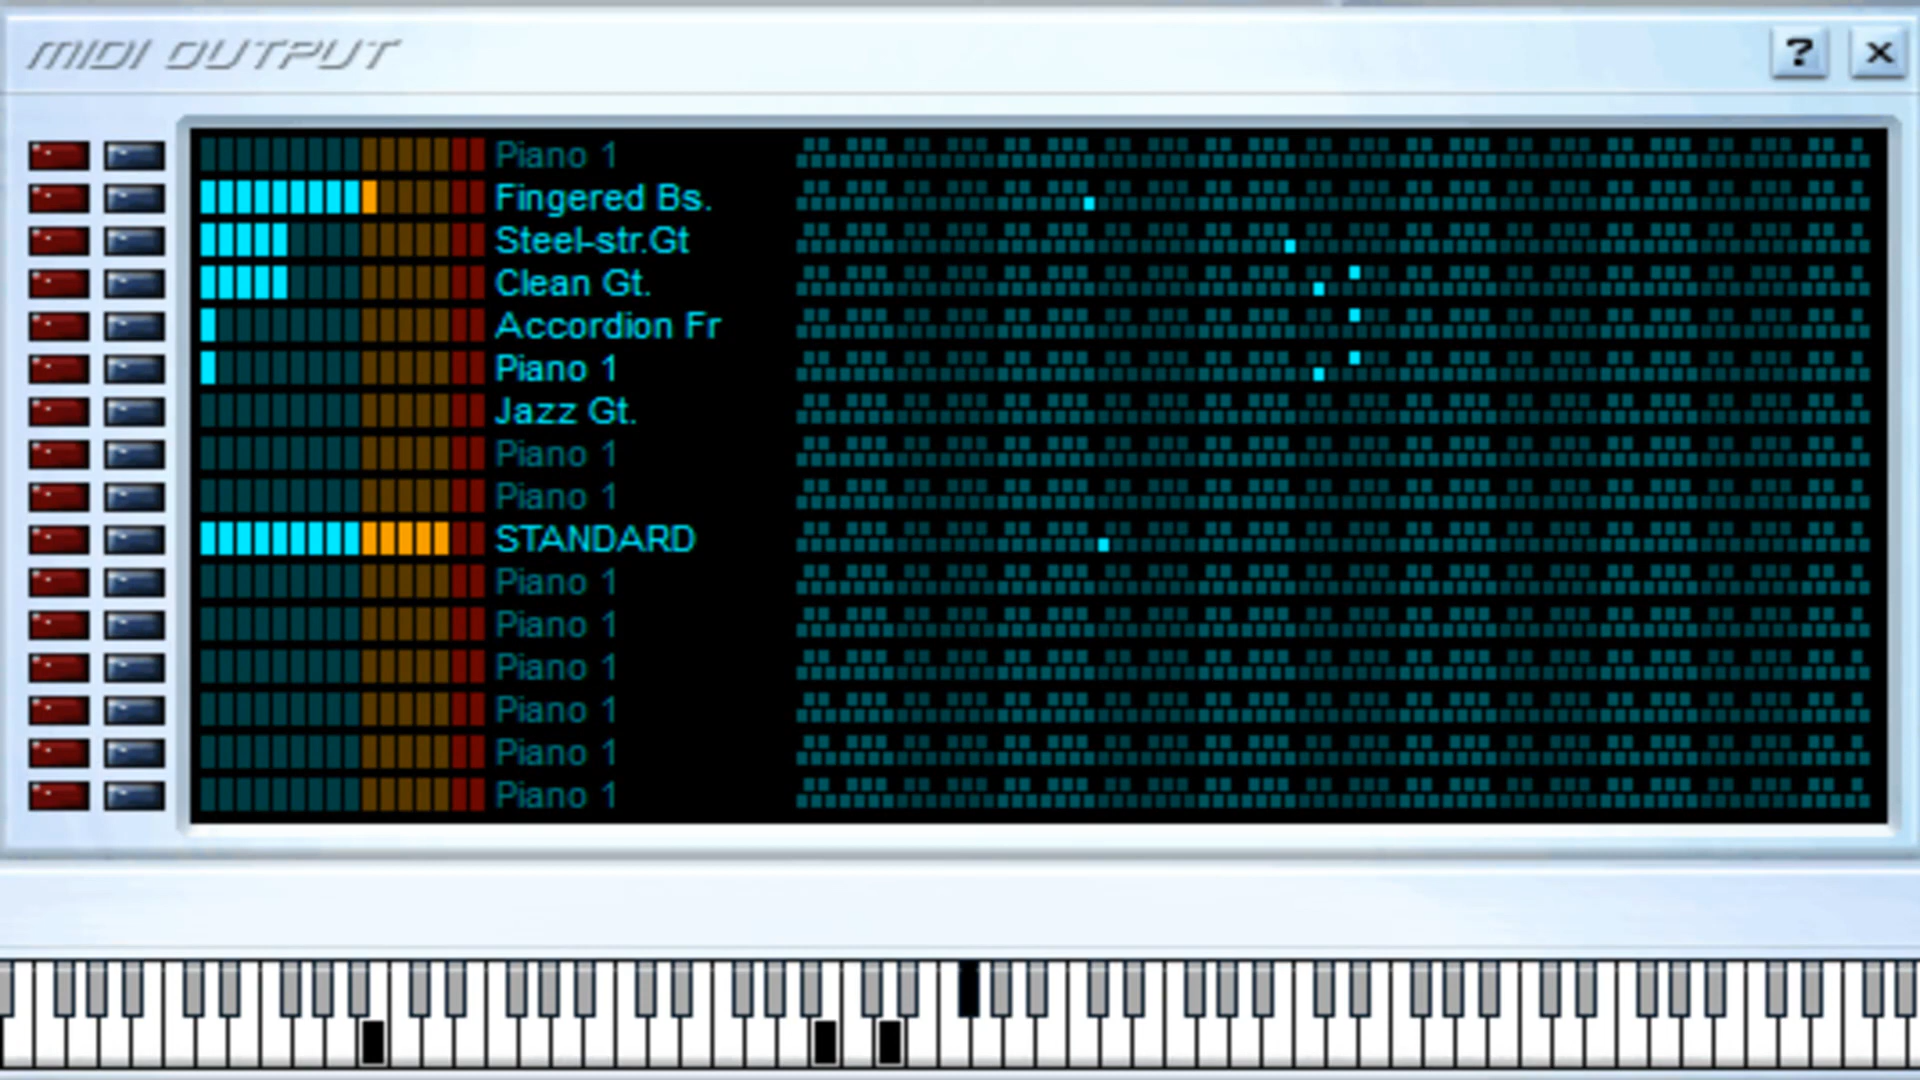 MIDI OUTPUT
?
X
Piano 1
Fingered Bs.
Steel-str.Gt
Clean Gt.
Accordion Fr
Piano 1
Jazz Gt.
Piano 1
Piano 1
STANDARD
Piano 1
Piano 1
Piano 1
Piano 1
Piano 1
Piano 1